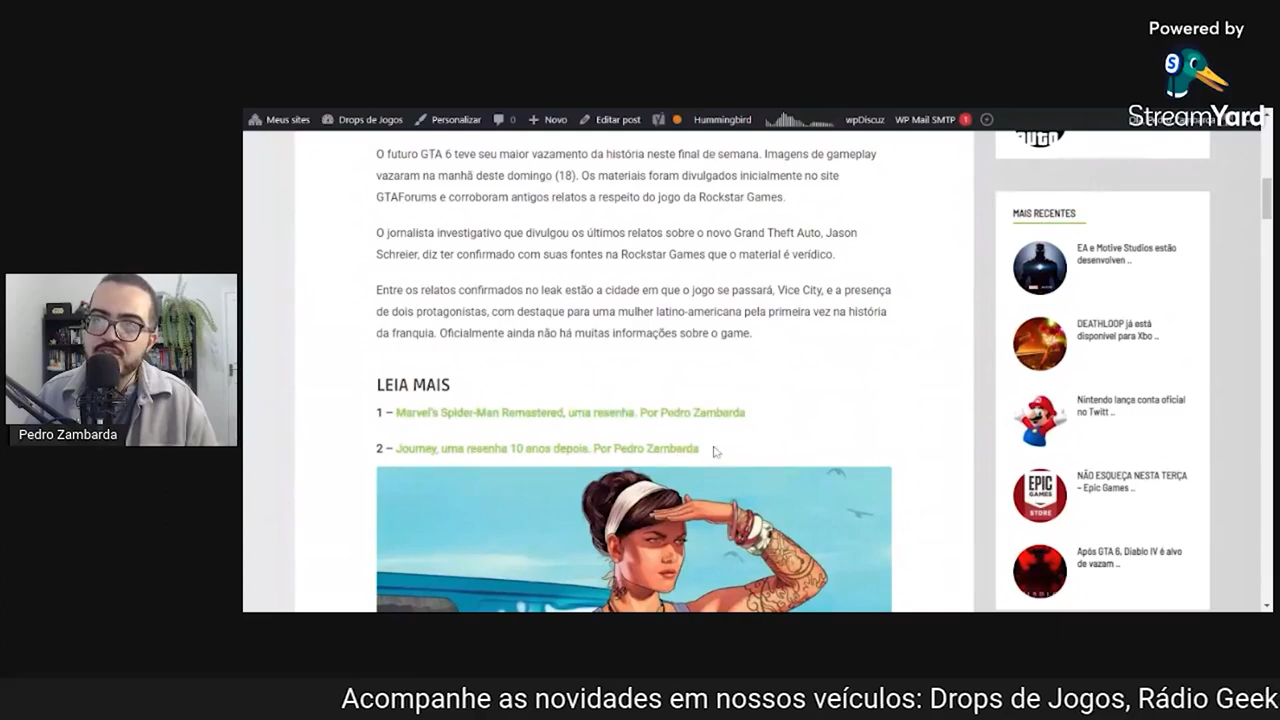 Powered by
S
StreamYard
Meus sites
Drops de Jogos
Personalizar
0
Novo
Editar post
Hummingbird
wpDiscuz
WP Mail SMTP
1
auto
O futuro GTA 6 teve seu maior vazamento da história neste final de semana. Imagens de gameplay
vazaram na manhã deste domingo (18). Os materiais foram divulgados inicialmente no site
GTAForums e corroboram antigos relatos a respeito do jogo da Rockstar Games.
O jornalista investigativo que divulgou os últimos relatos sobre o novo Grand Theft Auto, Jason
Schreier, diz ter confirmado com suas fontes na Rockstar Games que o material é verídico.
Entre os relatos confirmados no leak estão a cidade em que o jogo se passará, Vice City, e a presença
de dois protagonistas, com destaque para uma mulher latino-americana pela primeira vez na história
da franquia. Oficialmente ainda não há muitas informações sobre o game.
LEIA MAIS
1 – Marvel's Spider-Man Remastered, uma resenha. Por Pedro Zambarda
2 – Journey, uma resenha 10 anos depois. Por Pedro Zambarda
MAIS RECENTES
EA e Motive Studios estão
desenvolven ..
DEATHLOOP já está
disponível para Xbo ..
Nintendo lança conta oficial
no Twitt ..
EPIC
GAMES
STORE
NÃO ESQUEÇA NESTA TERÇA
– Epic Games ..
Após GTA 6, Diablo IV é alvo
de vazam ..
Pedro Zambarda
Acompanhe as novidades em nossos veículos: Drops de Jogos, Rádio Geek